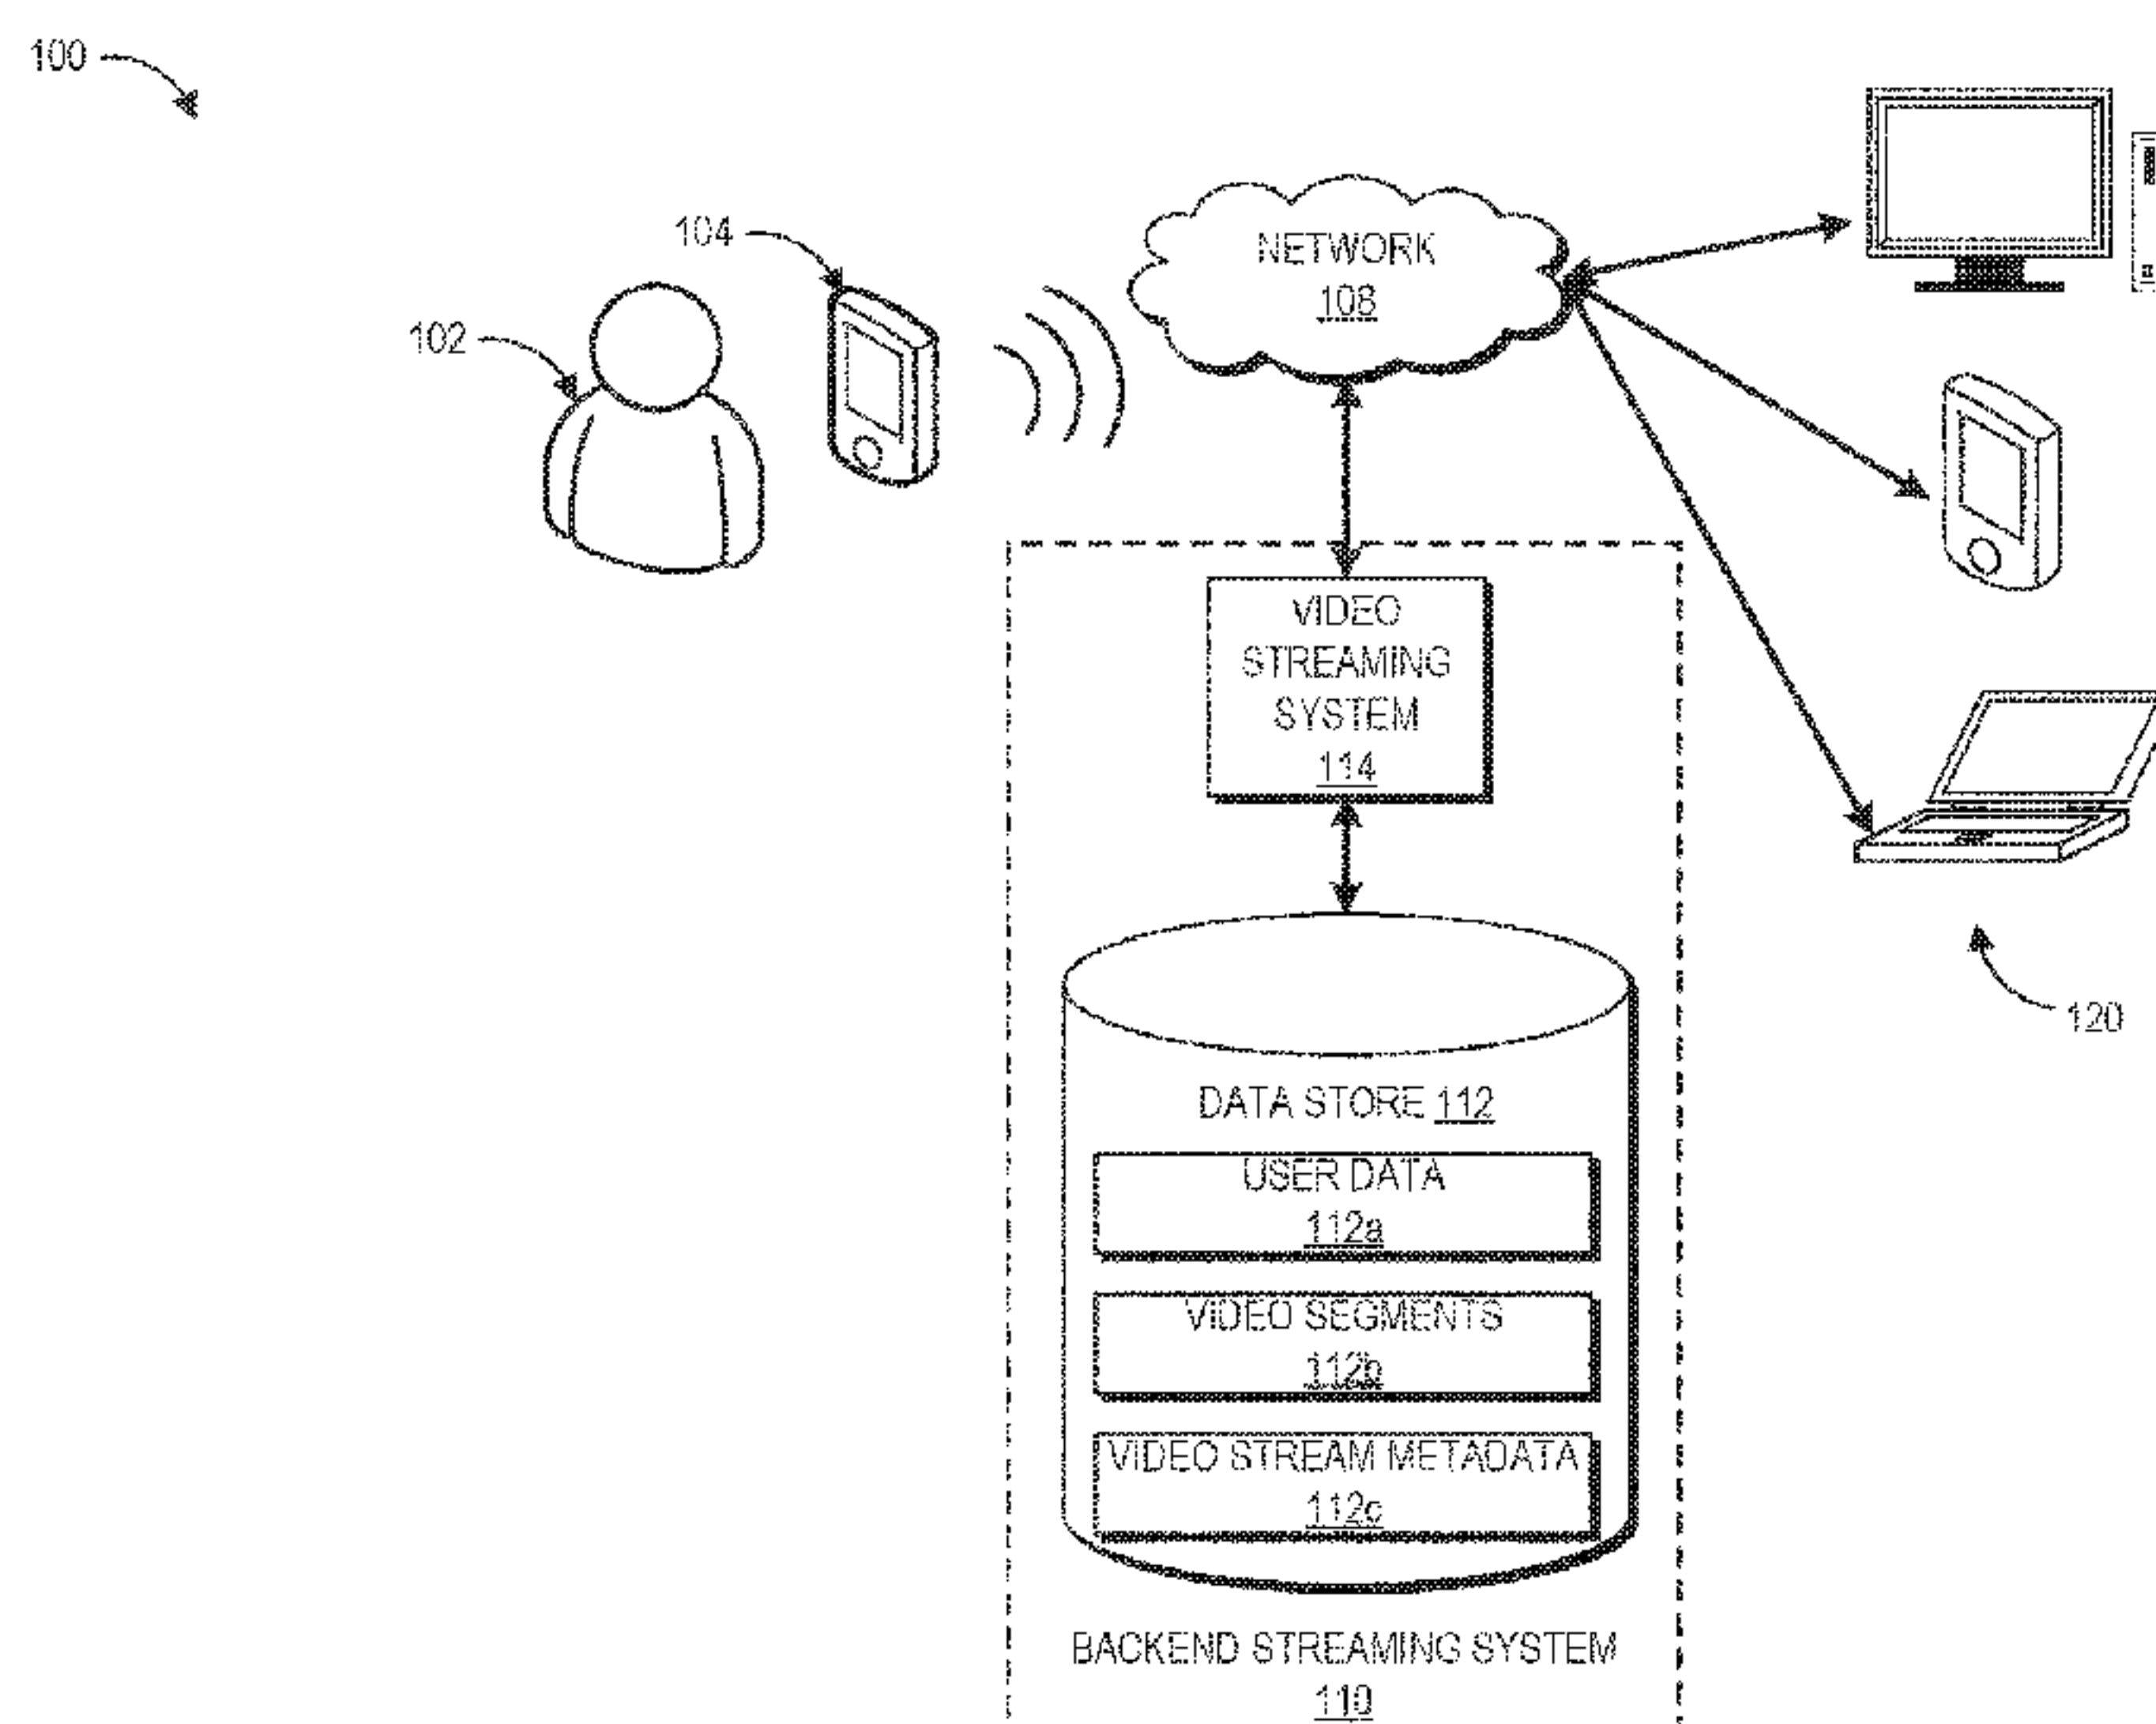 100
104
102
NETWORK
108
VIDEO
STREAMING
SYSTEM
114
120
DATA STORE 112
USER DATA
112a
VIDEO SEGMENTS
112b
VIDEO STREAM METADATA
112c
BACKEND STREAMING SYSTEM
110